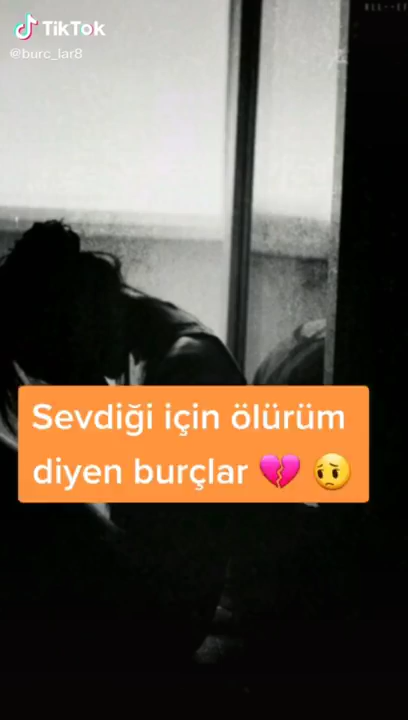 TikTok
@burc_lar8
Sevdiği için ölürüm
diyen burçlar 💔 😔